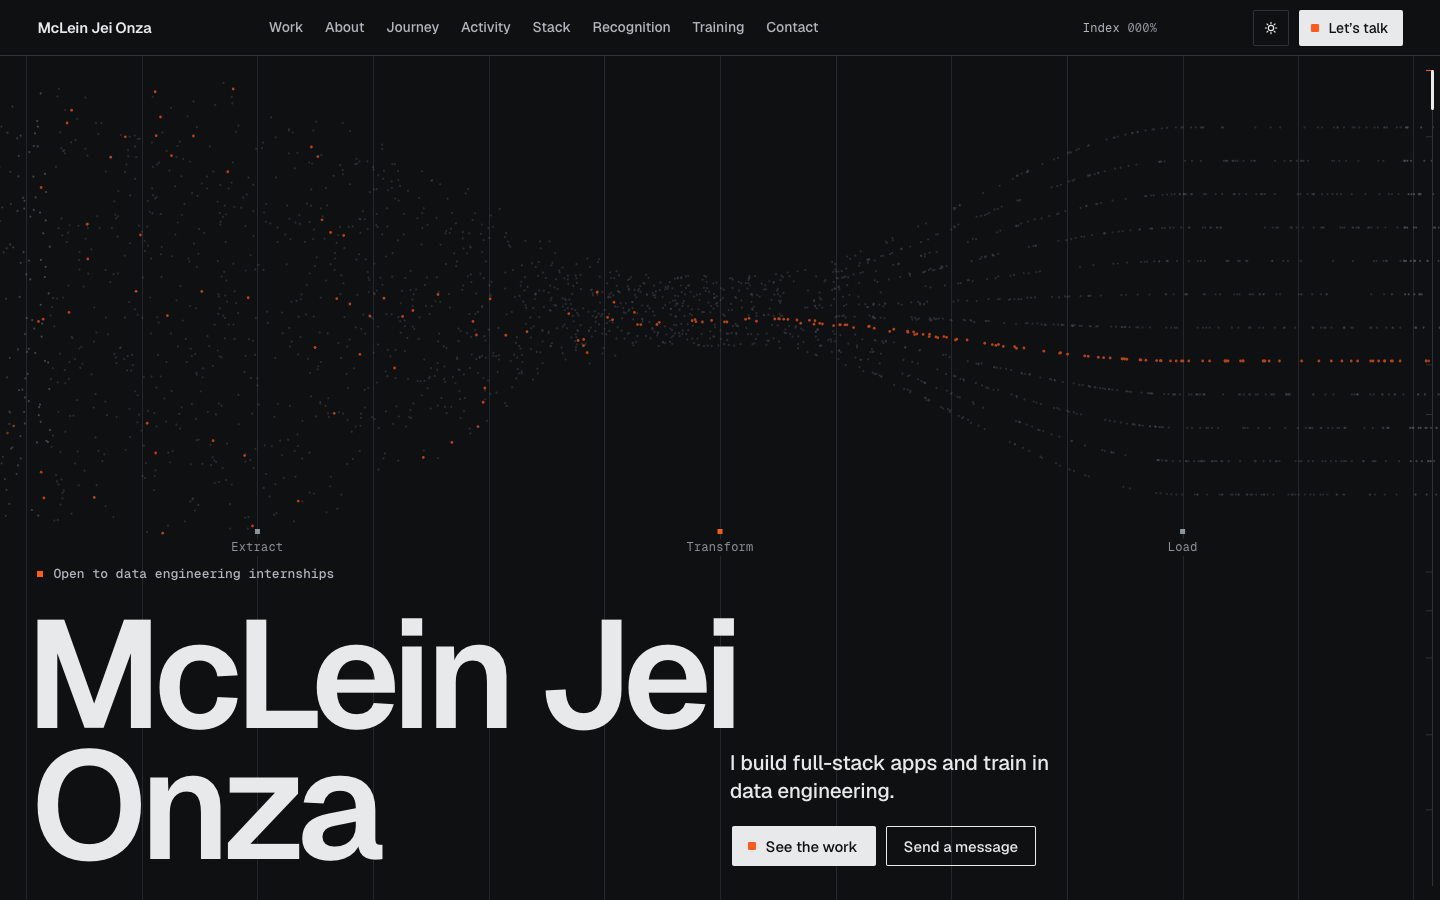 McLein Jei Onza
Work About Journey Activity Stack Recognition Training Contact
Index 000%
Let's talk
Extract
Transform
Load
Open to data engineering internships
McLein Jei
Onza
I build full-stack apps and train in
data engineering.
See the work
Send a message